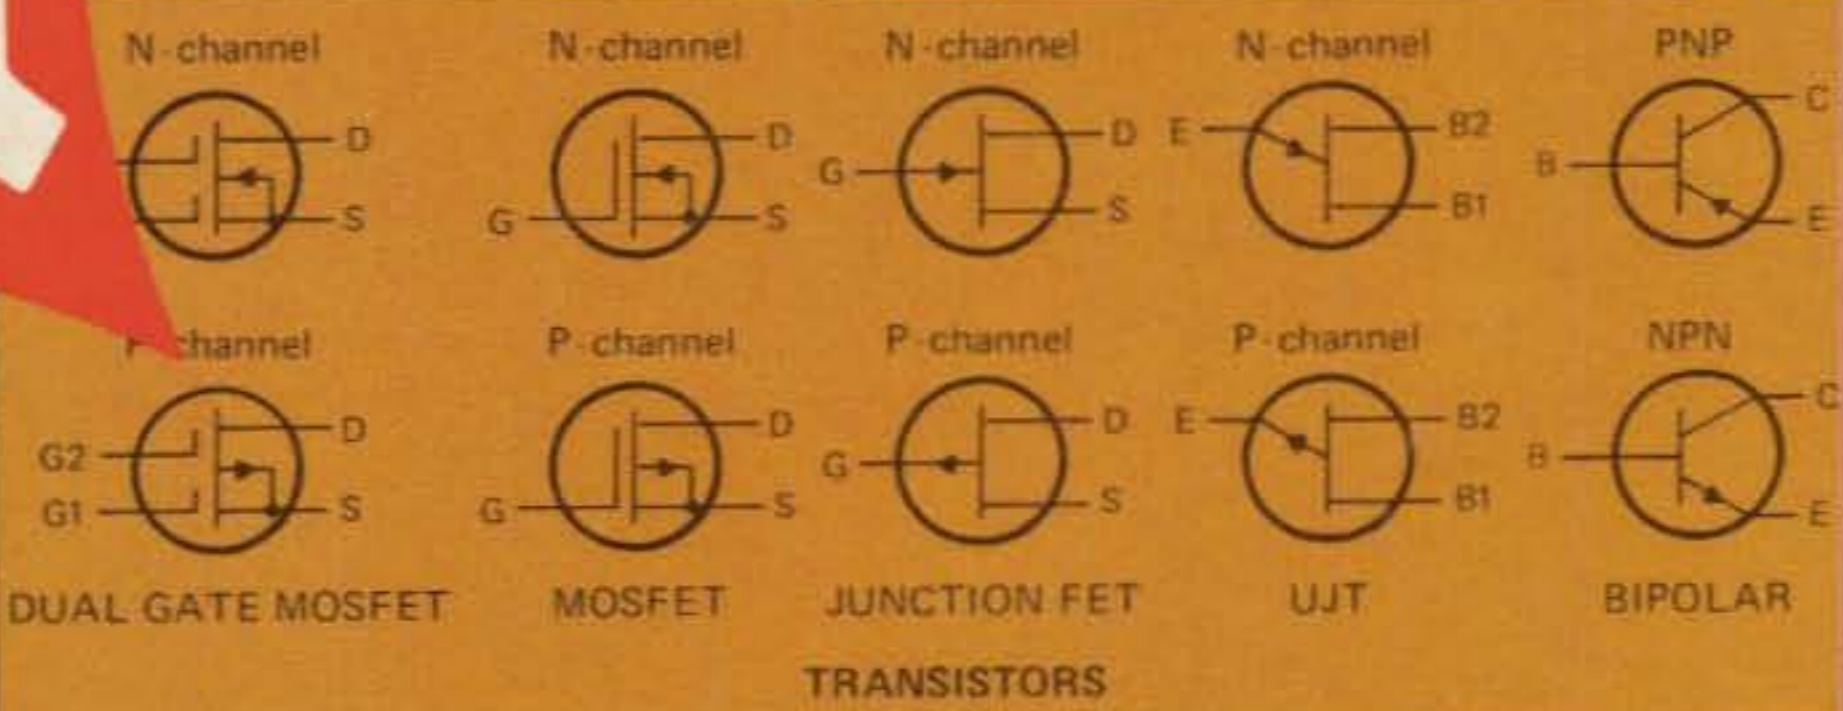 N-channel N-channel N-channel N-channel PNP
D D G D E B2 B C
S G S S B1 E
P-channel P-channel P-channel P-channel NPN
G2 D D G D E B2 B C
G1 S G S S B1 E
DUAL GATE MOSFET MOSFET JUNCTION FET UJT BIPOLAR
TRANSISTORS